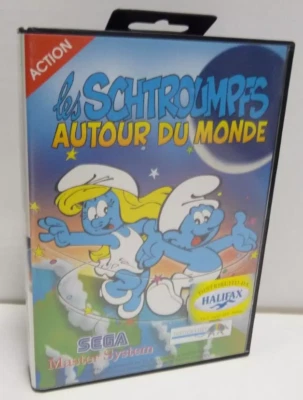 ACTION
les SCHTROUMPFS
AUTOUR DU MONDE
HALIFAX
SEGA
Master System